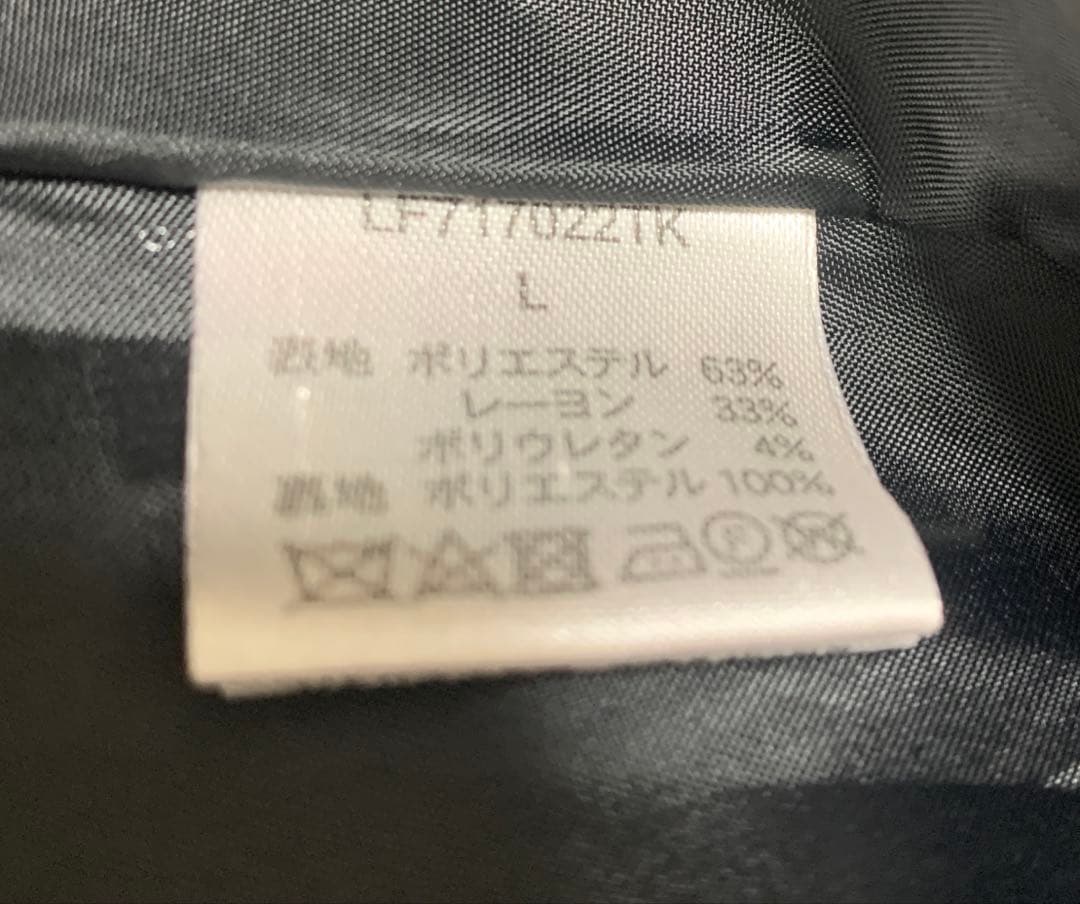 LF717022TK
L
表地 ポリエステル 63%
レーヨン 33%
ポリウレタン 4%
裏地 ポリエステル 100%